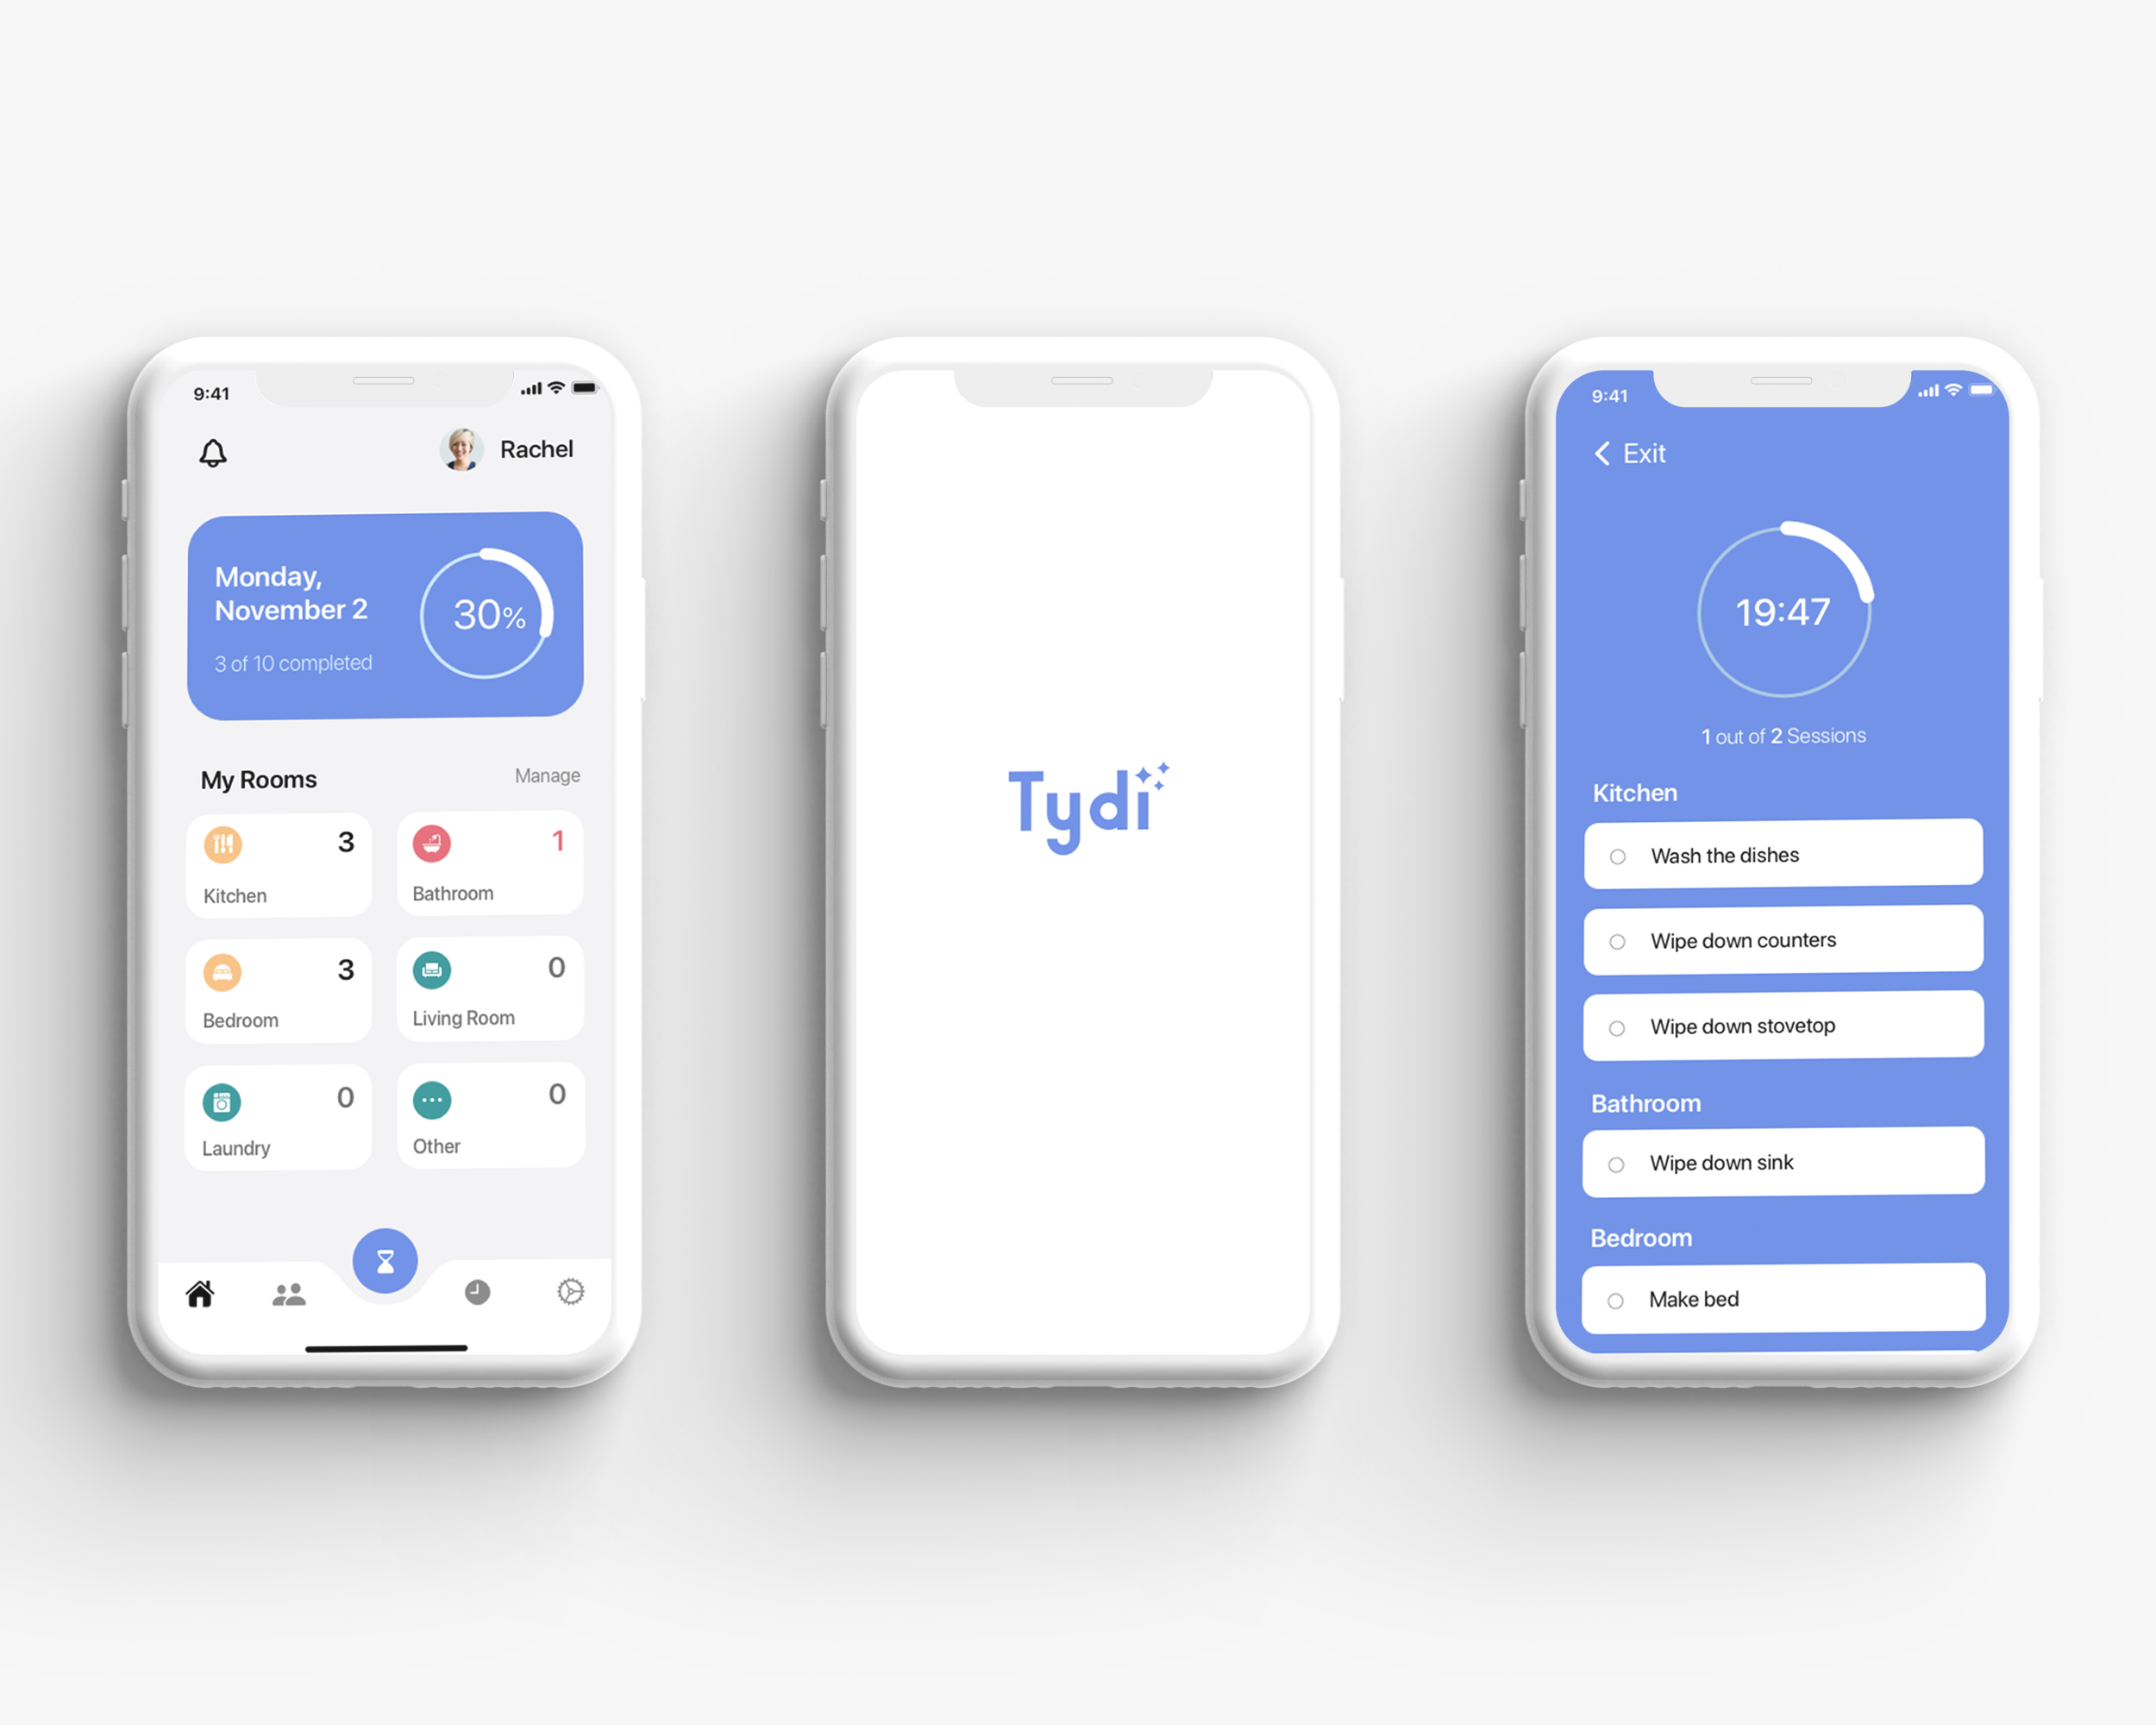 9:41
Rachel
Monday,
November 2
30%
3 of 10 completed
My Rooms
Manage
3
Kitchen
1
Bathroom
3
Bedroom
0
Living Room
0
Laundry
0
Other
Tydi
9:41
Exit
19:47
1 out of 2 Sessions
Kitchen
Wash the dishes
Wipe down counters
Wipe down stovetop
Bathroom
Wipe down sink
Bedroom
Make bed